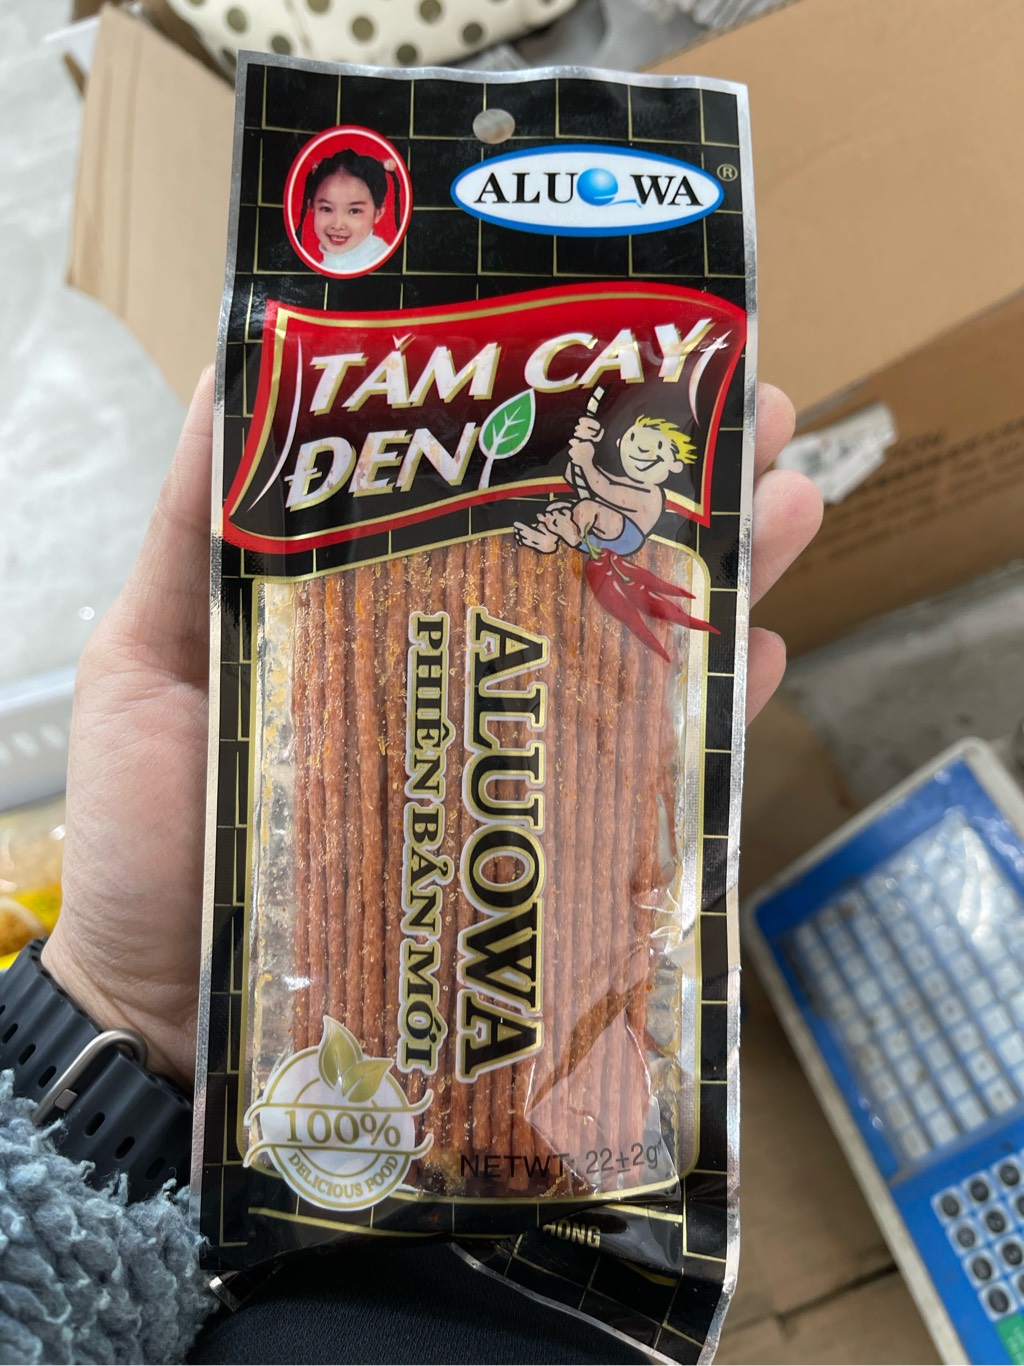 ALUOWA®
TĂM CAY
ĐEN
ALUOWA
PHIÊN BẢN MỚI
100%
DELICIOUS FOOD
NETWT: 22±2g